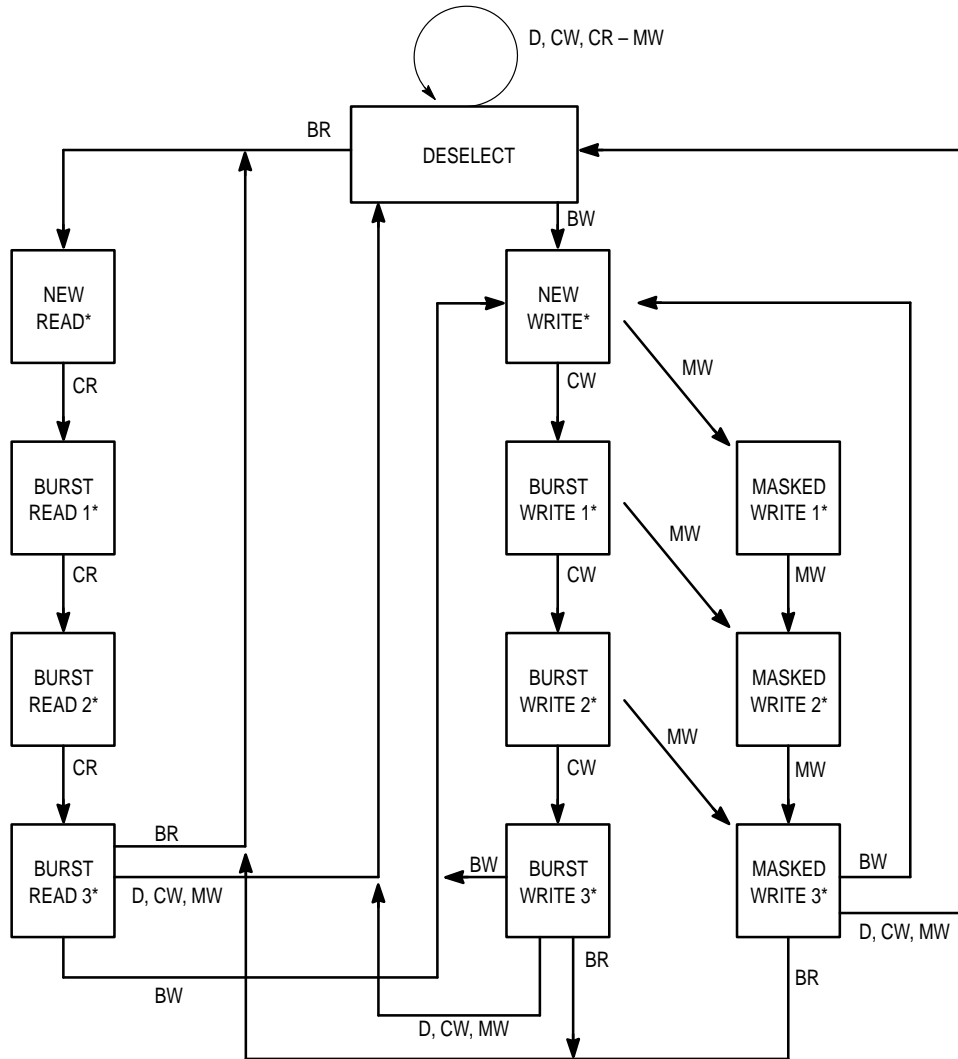 D, CW, CR – MW
BR
DESELECT
BW
NEW
READ*
NEW
WRITE*
MW
CR
CW
BURST
READ 1*
BURST
WRITE 1*
MASKED
WRITE 1*
MW
CR
CW
MW
BURST
READ 2*
BURST
WRITE 2*
MASKED
WRITE 2*
MW
CR
CW
MW
BR
BURST
READ 3*
D, CW, MW
BW
BURST
WRITE 3*
MASKED
WRITE 3*
BW
D, CW, MW
BW
BR
BR
D, CW, MW